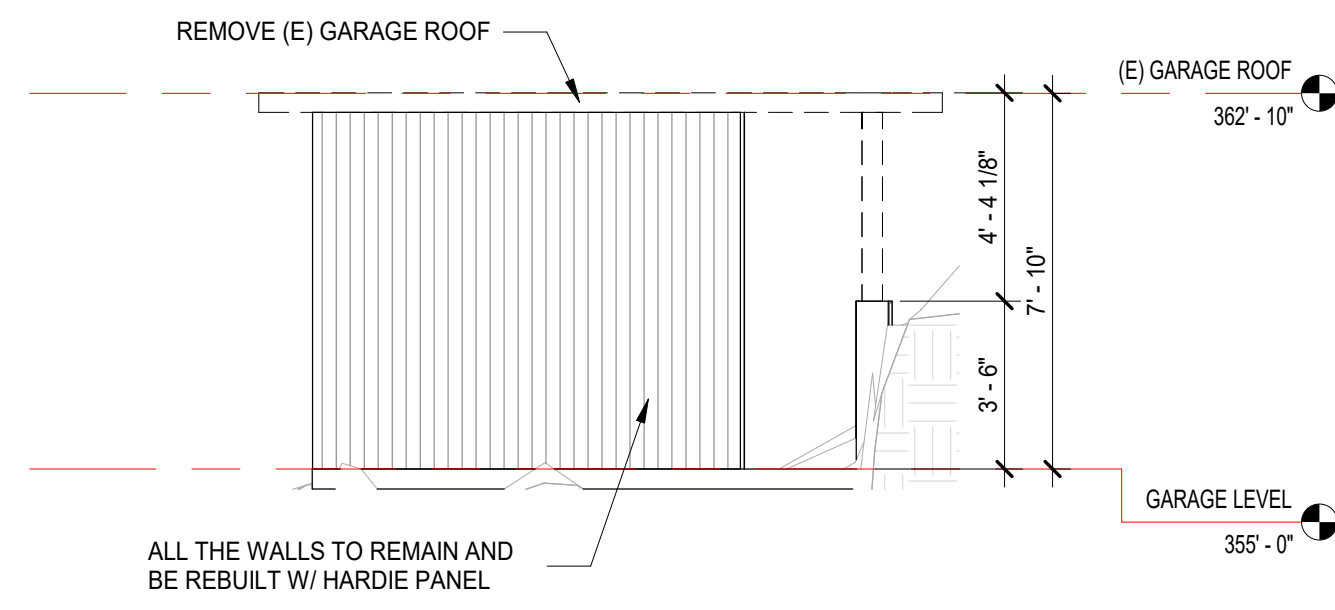 REMOVE (E) GARAGE ROOF
(E) GARAGE ROOF
362' - 10"
4' - 4 1/8"
7' - 10"
3' - 6"
GARAGE LEVEL
355' - 0"
ALL THE WALLS TO REMAIN AND
BE REBUILT W/ HARDIE PANEL